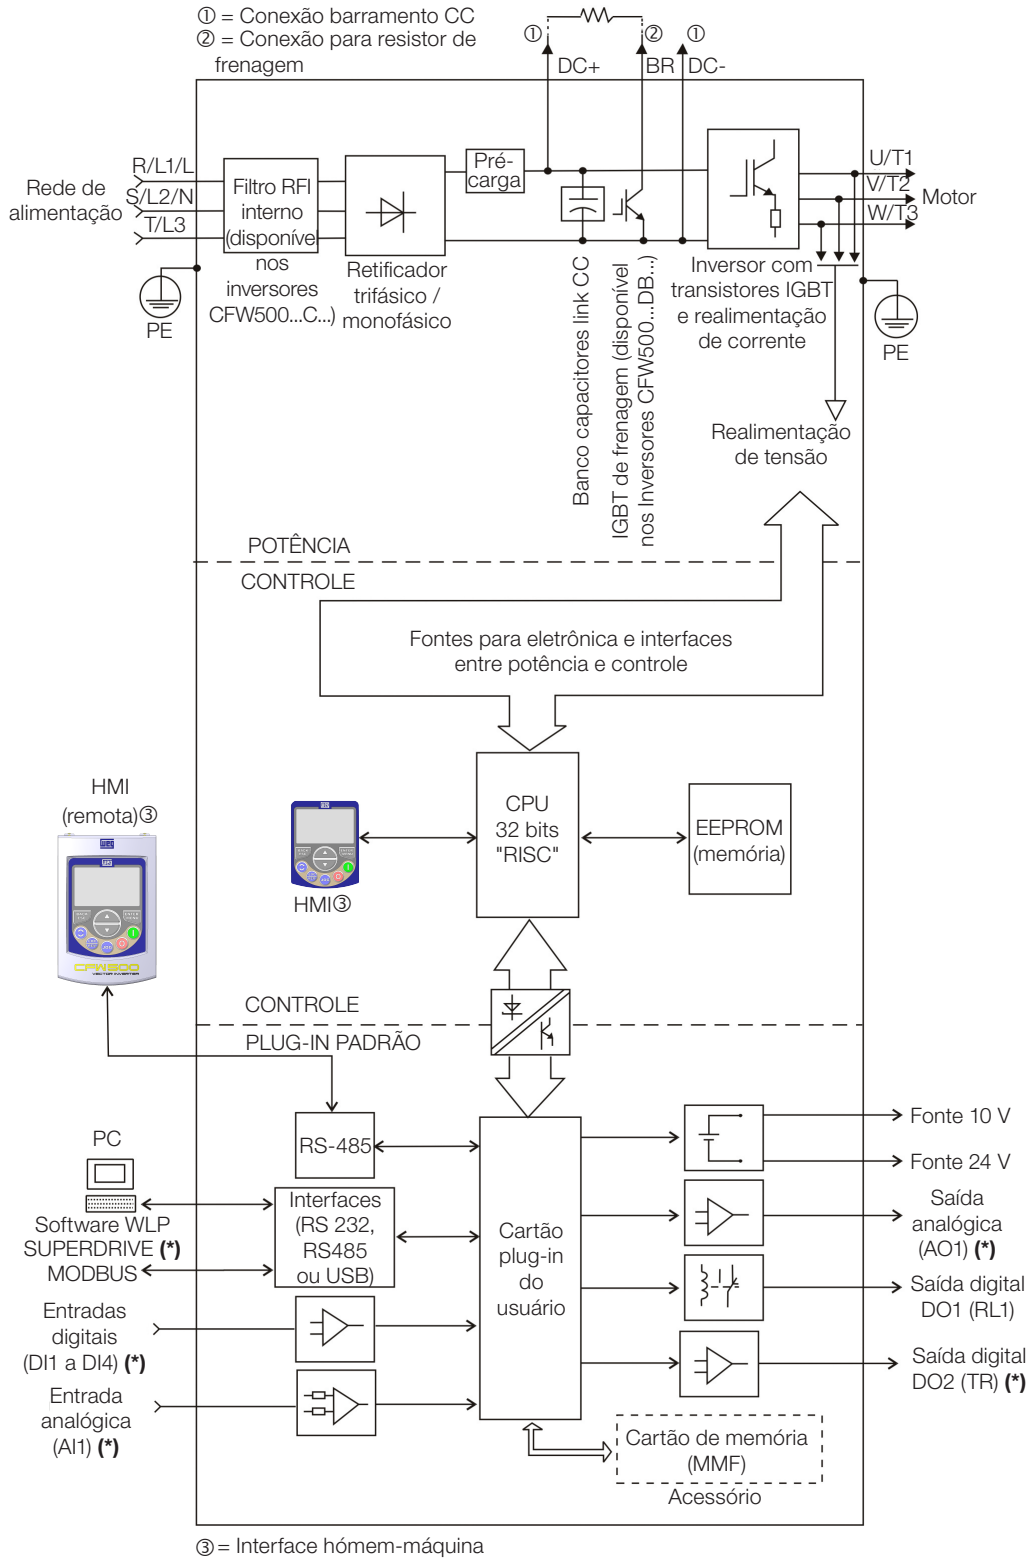 ① = Conexão barramento CC
② = Conexão para resistor de
frenagem
①
②
①
DC+
BR
DC-
Rede de
alimentação
R/L1/L
S/L2/N
T/L3
Filtro RFI
interno
(disponível
nos
inversores
CFW500...C...)
Retificador
trifásico /
monofásico
Pré-
carga
Banco capacitores link CC
IGBT de frenagem (disponível
nos Inversores CFW500...DB...)
Inversor com
transistores IGBT
e realimentação
de corrente
U/T1
V/T2
W/T3
Motor
PE
PE
Realimentação
de tensão
POTÊNCIA
CONTROLE
Fontes para eletrônica e interfaces
entre potência e controle
HMI
(remota)③
CFW500
VECTOR INVERTER
HMI③
CPU
32 bits
"RISC"
EEPROM
(memória)
CONTROLE
PLUG-IN PADRÃO
RS-485
PC
Software WLP
SUPERDRIVE (*)
MODBUS
Interfaces
(RS 232,
RS485
ou USB)
Entradas
digitais
(DI1 a DI4) (*)
Entrada
analógica
(AI1) (*)
Cartão
plug-in
do
usuário
Fonte 10 V
Fonte 24 V
Saída
analógica
(AO1) (*)
Saída digital
DO1 (RL1)
Saída digital
DO2 (TR) (*)
Cartão de memória
(MMF)
Acessório
③ = Interface hómem-máquina